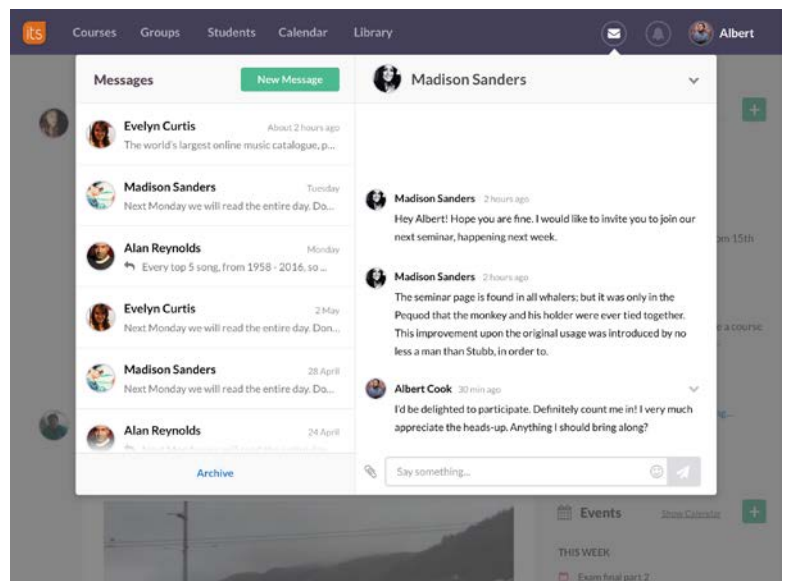 its
Courses
Groups
Students
Calendar
Library
Albert
Messages
New Message
Evelyn Curtis
About 2 hours ago
The world's largest online music catalogue, p...
Madison Sanders
Tuesday
Next Monday we will read the entire day. Do...
Alan Reynolds
Monday
Every top 5 song, from 1958 - 2016, so ...
Evelyn Curtis
2 May
Next Monday we will read the entire day. Don...
Madison Sanders
28 April
Next Monday we will read the entire day. Do...
Alan Reynolds
24 April
Archive
Madison Sanders
Madison Sanders 2 hours ago
Hey Albert! Hope you are fine. I would like to invite you to join our
next seminar, happening next week.
Madison Sanders 2 hours ago
The seminar page is found in all whalers; but it was only in the
Pequod that the monkey and his holder were ever tied together.
This improvement upon the original usage was introduced by no
less a man than Stubb, in order to.
Albert Cook 30 min ago
I'd be delighted to participate. Definitely count me in! I very much
appreciate the heads-up. Anything I should bring along?
Say something...
15th
a course
Events
Show Calendar
THIS WEEK
Exam final part 2